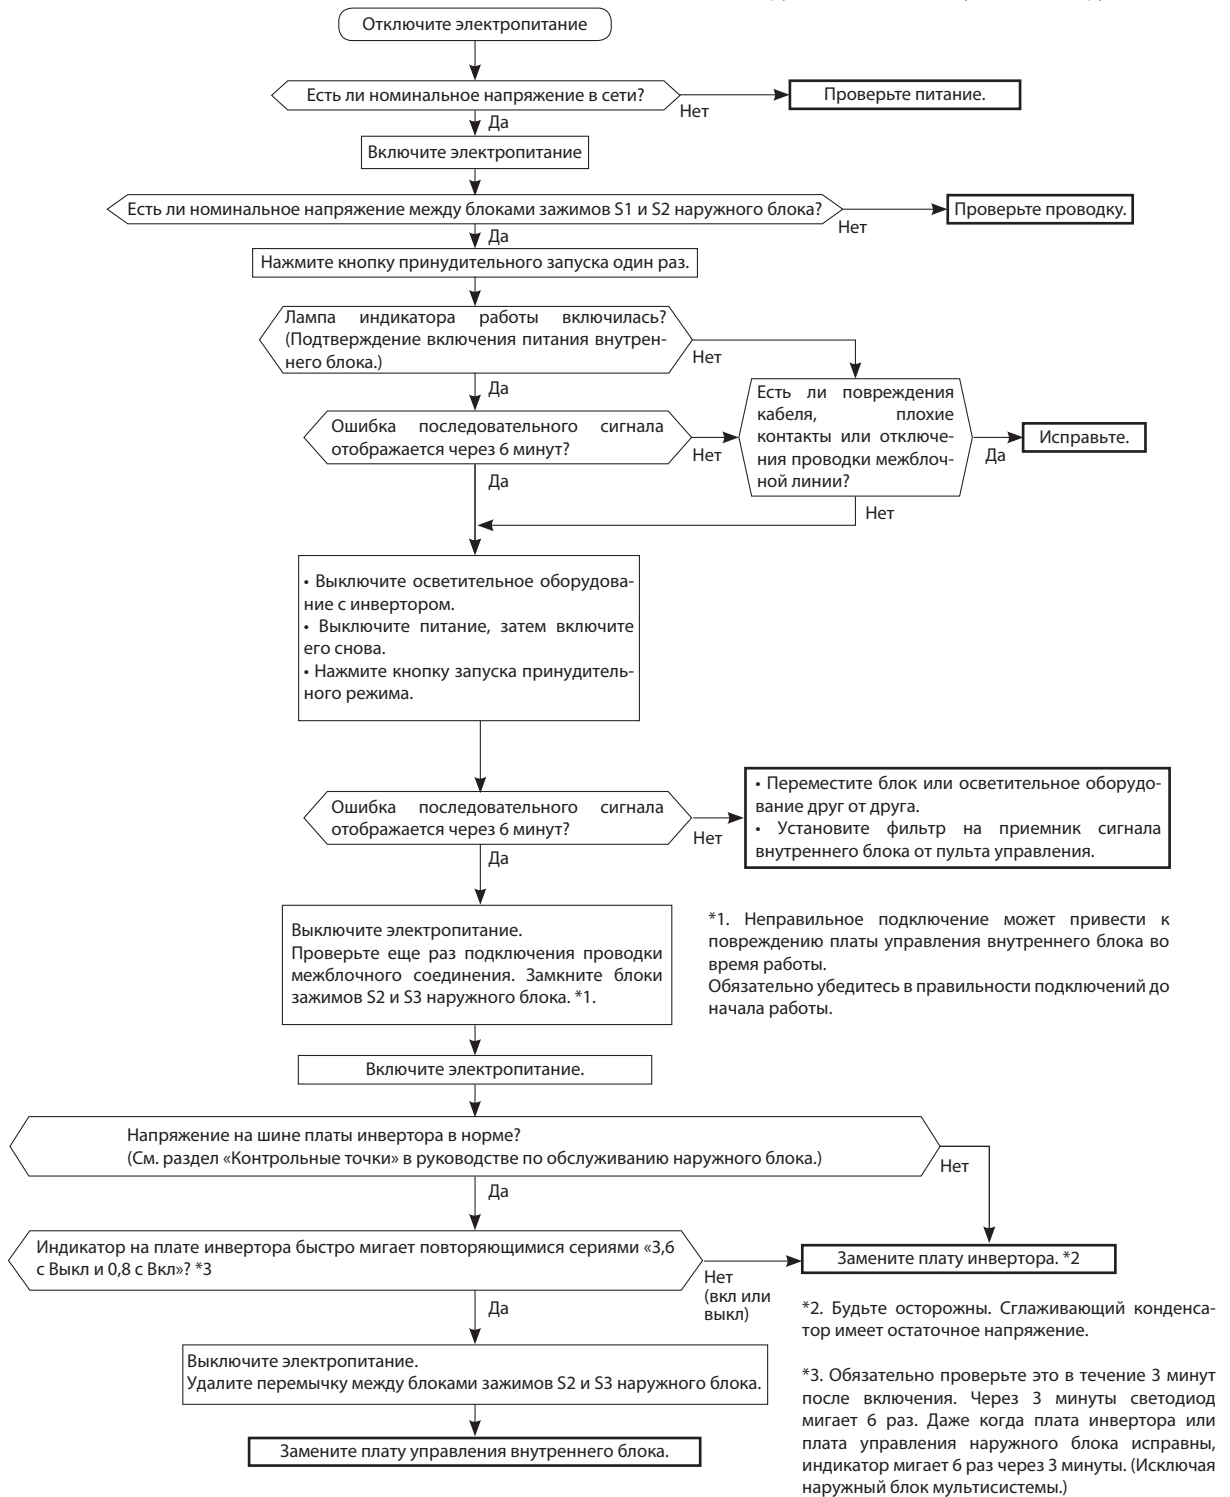 Отключите электропитание
Есть ли номинальное напряжение в сети?
Нет
Проверьте питание.
Да
Включите электропитание
Есть ли номинальное напряжение между блоками зажимов S1 и S2 наружного блока?
Нет
Проверьте проводку.
Да
Нажмите кнопку принудительного запуска один раз.
Лампа индикатора работы включилась?
(Подтверждение включения питания внутрен-
него блока.)
Нет
Да
Ошибка последовательного сигнала
отображается через 6 минут?
Нет
Есть ли повреждения
кабеля, плохие
контакты или отключе-
ния проводки межблоч-
ной линии?
Да
Исправьте.
Да
Нет
• Выключите осветительное оборудова-
ние с инвертором.
• Выключите питание, затем включите
его снова.
• Нажмите кнопку запуска принудитель-
ного режима.
Ошибка последовательного сигнала
отображается через 6 минут?
Нет
• Переместите блок или осветительное оборудо-
вание друг от друга.
• Установите фильтр на приемник сигнала
внутреннего блока от пульта управления.
Да
Выключите электропитание.
Проверьте еще раз подключения проводки
межблочного соединения. Замкните блоки
зажимов S2 и S3 наружного блока. *1.
*1. Неправильное подключение может привести к
повреждению платы управления внутреннего блока во
время работы.
Обязательно убедитесь в правильности подключений до
начала работы.
Включите электропитание.
Напряжение на шине платы инвертора в норме?
(См. раздел «Контрольные точки» в руководстве по обслуживанию наружного блока.)
Нет
Да
Индикатор на плате инвертора быстро мигает повторяющимися сериями «3,6
с Выкл и 0,8 с Вкл»? *3
Нет
(вкл или
выкл)
Замените плату инвертора. *2
Да
*2. Будьте осторожны. Сглаживающий конденса-
тор имеет остаточное напряжение.
Выключите электропитание.
Удалите перемычку между блоками зажимов S2 и S3 наружного блока.
Замените плату управления внутреннего блока.
*3. Обязательно проверьте это в течение 3 минут
после включения. Через 3 минуты светодиод
мигает 6 раз. Даже когда плата инвертора или
плата управления наружного блока исправны,
индикатор мигает 6 раз через 3 минуты. (Исключая
наружный блок мультисистемы.)